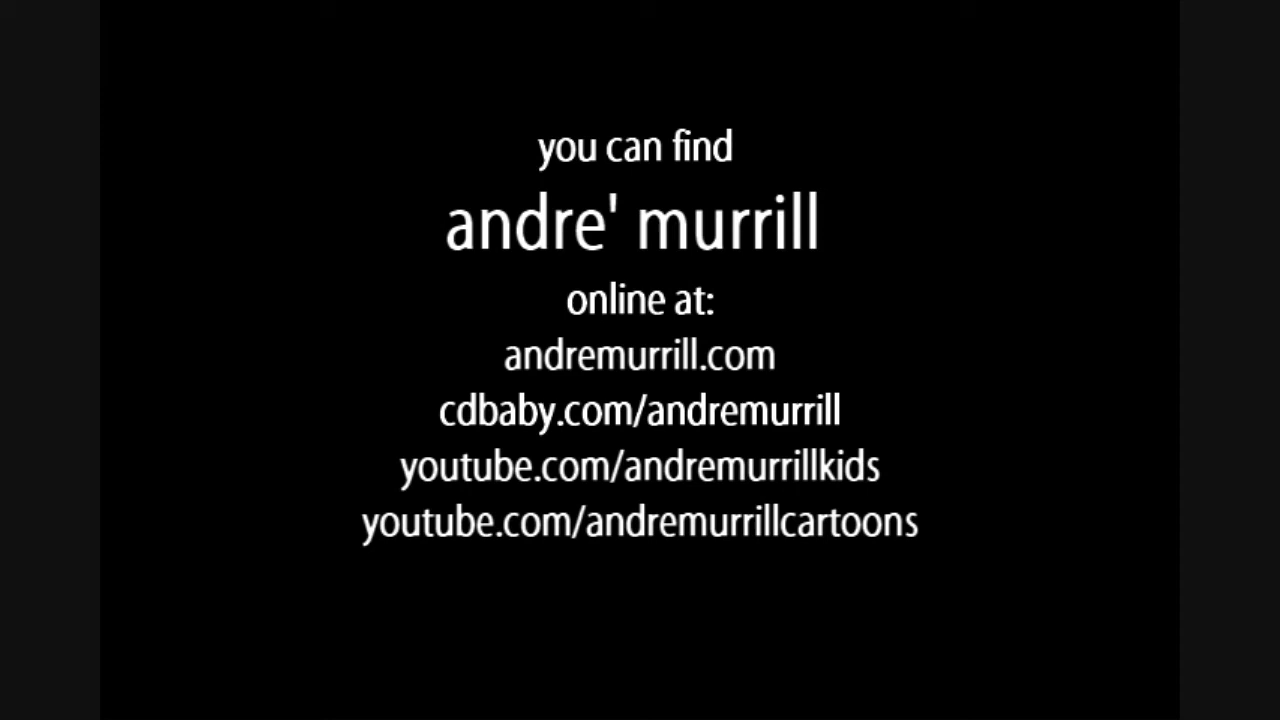 you can find
andre' murrill
online at:
andremurrill.com
cdbaby.com/andremurrill
youtube.com/andremurrillkids
youtube.com/andremurrillcartoons